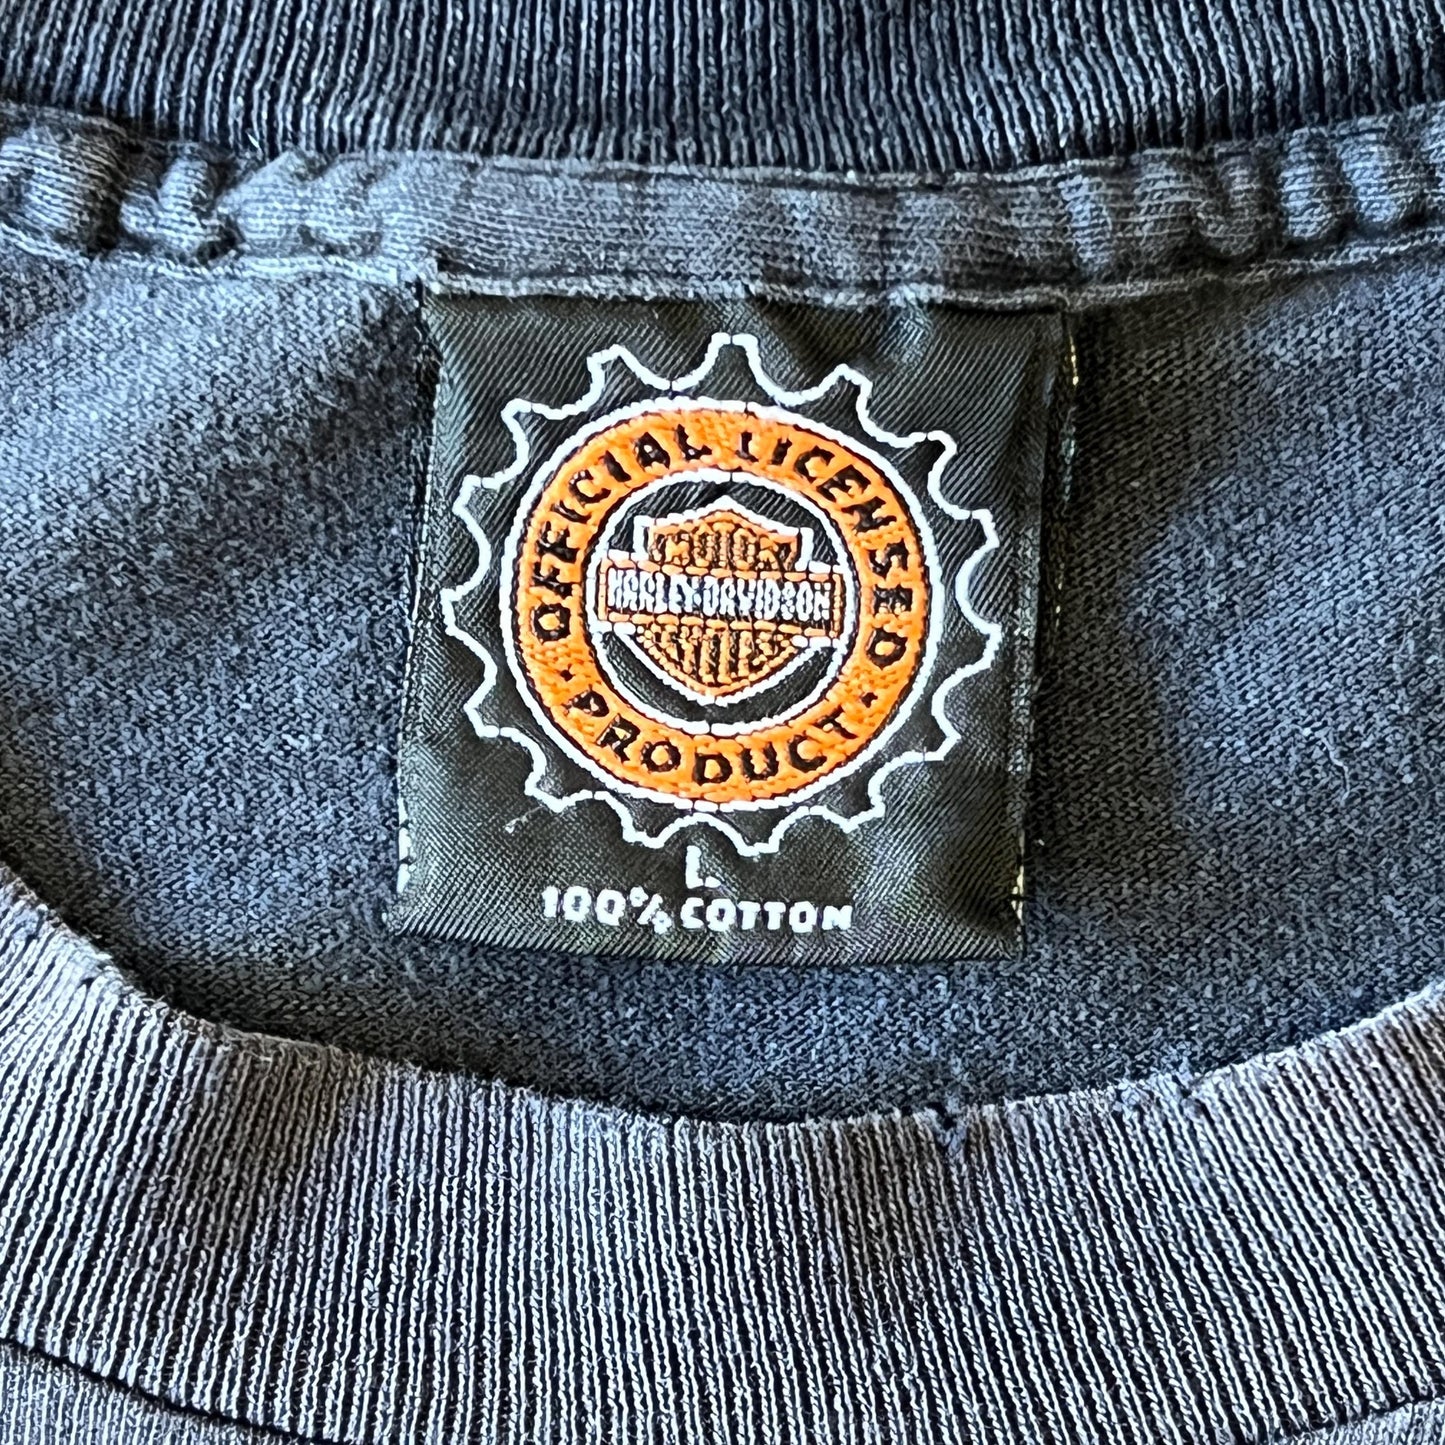 OFFICIAL LICENSED
MOTOR
HARLEY-DAVIDSON
CYCLES
· PRODUCT ·
L.
100% COTTON